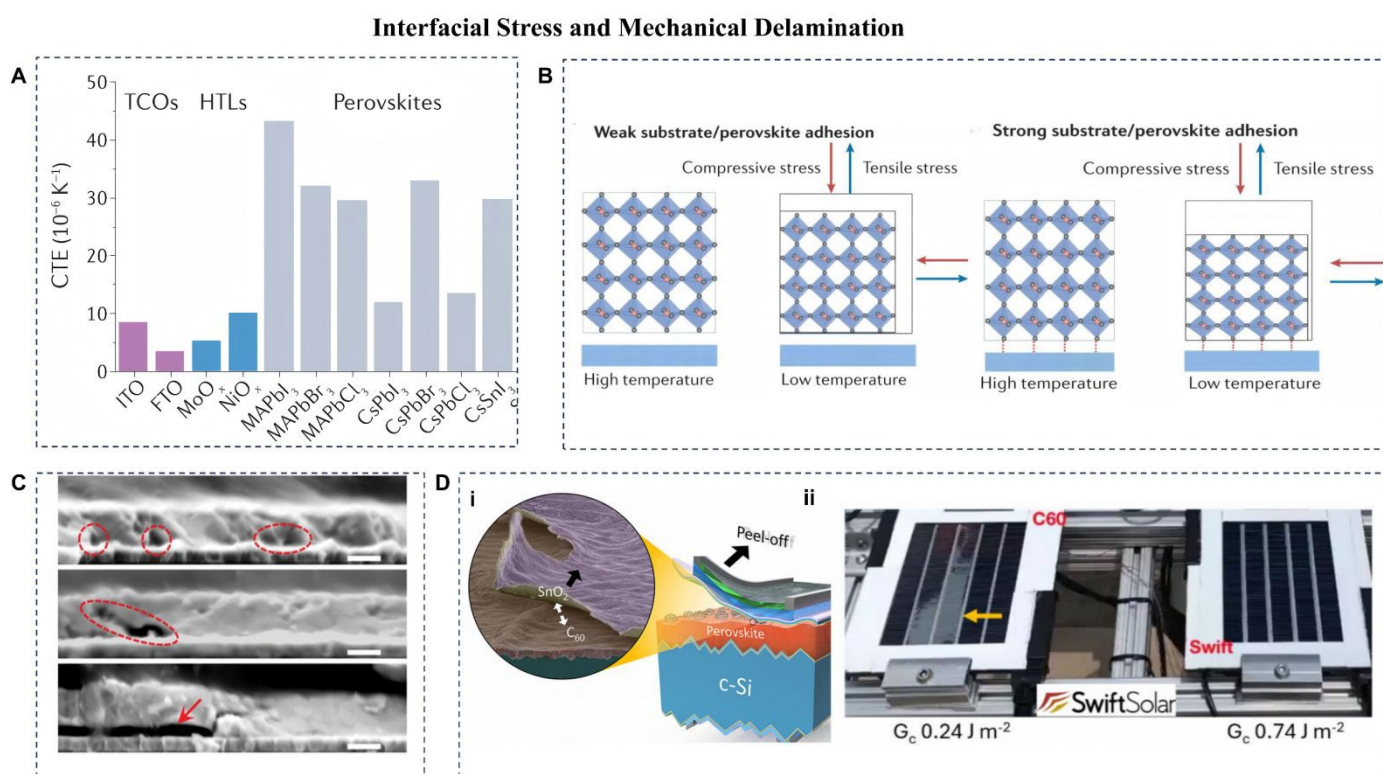 Interfacial Stress and Mechanical Delamination
A
50
40
30
20
10
0
CTE (10⁻⁶ K⁻¹)
TCOs HTLs Perovskites
ITO
FTO
MoOₓ
NiOₓ
MAPbI₃
MAPbBr₃
MAPbCl₃
CsPbI₃
CsPbBr₃
CsPbCl₃
CsSnI₃
B
Weak substrate/perovskite adhesion
Compressive stress
Tensile stress
High temperature
Low temperature
Strong substrate/perovskite adhesion
Compressive stress
Tensile stress
High temperature
Low temperature
C
D
i
SnO₂
C₆₀
Peel-off
Perovskite
c-Si
ii
C60
Swift
SwiftSolar
G꜀ 0.24 J m⁻²
G꜀ 0.74 J m⁻²